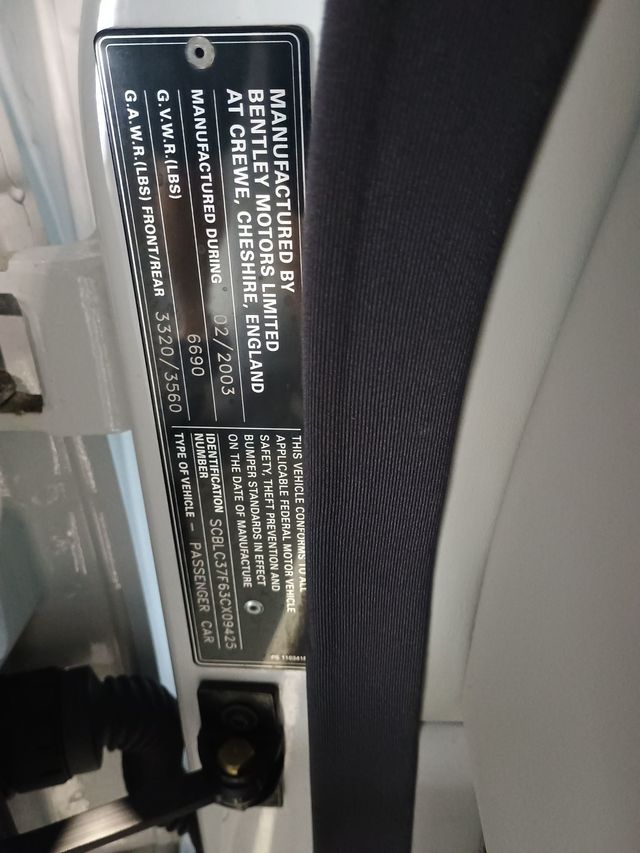 MANUFACTURED BY
BENTLEY MOTORS LIMITED
AT CREWE, CHESHIRE, ENGLAND
MANUFACTURED DURING 02/2003
G.V.W.R.(LBS) 6690
G.A.W.R.(LBS) FRONT/REAR 3320/3560
THIS VEHICLE CONFORMS TO ALL
APPLICABLE FEDERAL MOTOR VEHICLE
SAFETY, THEFT PREVENTION AND
BUMPER STANDARDS IN EFFECT
ON THE DATE OF MANUFACTURE
IDENTIFICATION SCBLC37F63CX09425
NUMBER
TYPE OF VEHICLE - PASSENGER CAR